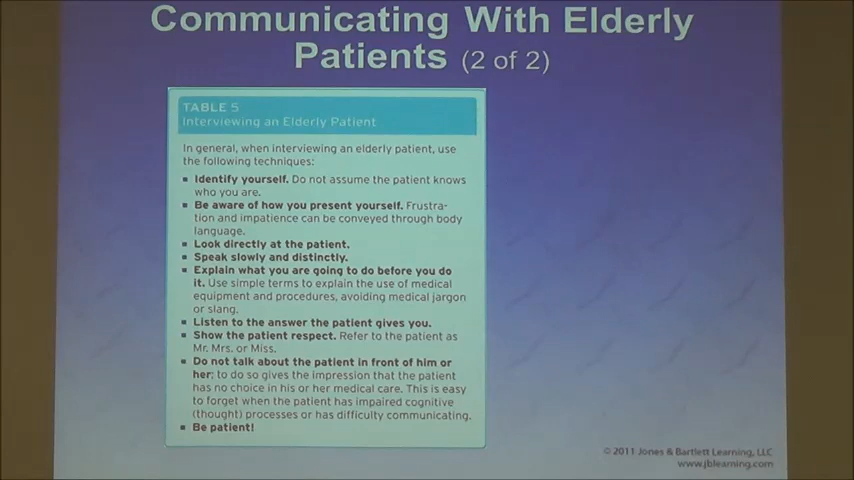 Communicating With Elderly
Patients (2 of 2)
TABLE 5
Interviewing an Elderly Patient
In general, when interviewing an elderly patient, use
the following techniques:
▪ Identify yourself. Do not assume the patient knows
who you are.
▪ Be aware of how you present yourself. Frustra-
tion and impatience can be conveyed through body
language.
▪ Look directly at the patient.
▪ Speak slowly and distinctly.
▪ Explain what you are going to do before you do
it. Use simple terms to explain the use of medical
equipment and procedures, avoiding medical jargon
or slang.
▪ Listen to the answer the patient gives you.
▪ Show the patient respect. Refer to the patient as
Mr. Mrs. or Miss.
▪ Do not talk about the patient in front of him or
her; to do so gives the impression that the patient
has no choice in his or her medical care. This is easy
to forget when the patient has impaired cognitive
(thought) processes or has difficulty communicating.
▪ Be patient!
© 2011 Jones & Bartlett Learning, LLC
www.jblearning.com